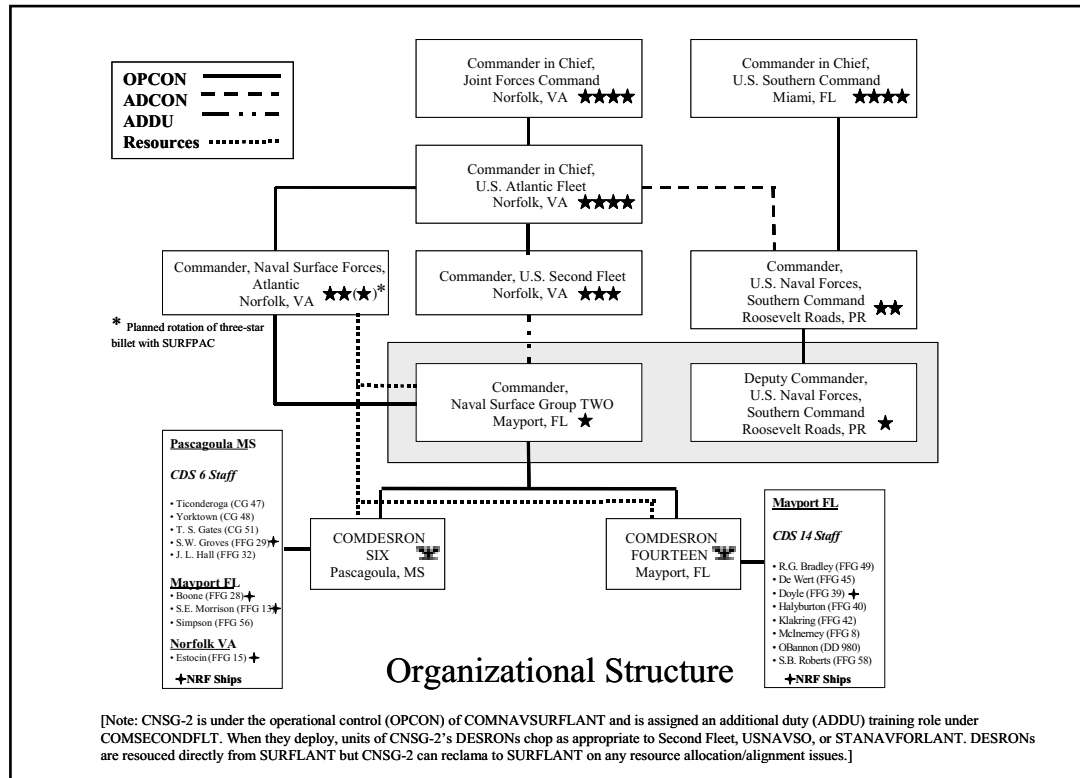 OPCON
ADCON
ADDU
Resources
Commander in Chief,
Joint Forces Command
Norfolk, VA ★★★★
Commander in Chief,
U.S. Southern Command
Miami, FL ★★★★
Commander in Chief,
U.S. Atlantic Fleet
Norfolk, VA ★★★★
Commander, Naval Surface Forces,
Atlantic
Norfolk, VA ★★(★)*
* Planned rotation of three-star
billet with SURFPAC
Commander, U.S. Second Fleet
Norfolk, VA ★★★
Commander,
U.S. Naval Forces,
Southern Command
Roosevelt Roads, PR ★★
Commander,
Naval Surface Group TWO
Mayport, FL ★
Deputy Commander,
U.S. Naval Forces,
Southern Command
Roosevelt Roads, PR ★
Pascagoula MS
CDS 6 Staff
• Ticonderoga (CG 47)
• Yorktown (CG 48)
• T. S. Gates (CG 51)
• S.W. Groves (FFG 29)✦
• J. L. Hall (FFG 32)
Mayport FL
• Boone (FFG 28)✦
• S.E. Morrison (FFG 13)✦
• Simpson (FFG 56)
Norfolk VA
• Estocin (FFG 15) ✦
✦NRF Ships
COMDESRON
SIX
Pascagoula, MS
COMDESRON
FOURTEEN
Mayport, FL
Mayport FL
CDS 14 Staff
• R.G. Bradley (FFG 49)
• De Wert (FFG 45)
• Doyle (FFG 39) ✦
• Halyburton (FFG 40)
• Klakring (FFG 42)
• McInerney (FFG 8)
• OBannon (DD 980)
• S.B. Roberts (FFG 58)
✦NRF Ships
Organizational Structure
[Note: CNSG-2 is under the operational control (OPCON) of COMNAVSURFLANT and is assigned an additional duty (ADDU) training role under
COMSECONDFLT. When they deploy, units of CNSG-2's DESRONs chop as appropriate to Second Fleet, USNAVSO, or STANAVFORLANT. DESRONs
are resouced directly from SURFLANT but CNSG-2 can reclama to SURFLANT on any resource allocation/alignment issues.]